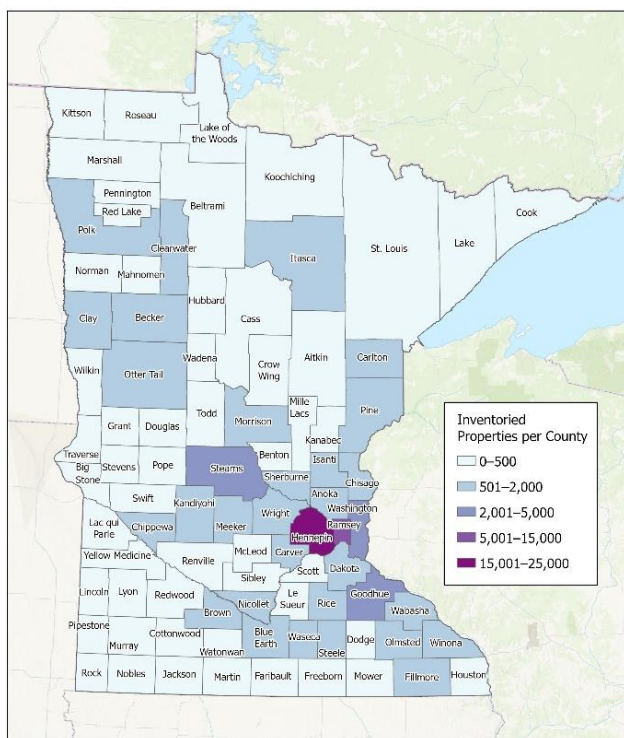 Kittson
Roseau
Lake of
the Woods
Marshall
Koochiching
Pennington
Red Lake
Beltrami
Cook
Polk
Clearwater
Itasca
St. Louis
Lake
Norman
Mahnomen
Hubbard
Cass
Clay
Becker
Wadena
Crow
Wing
Aitkin
Carlton
Wilkin
Otter Tail
Pine
Todd
Morrison
Mille
Lacs
Kanabec
Grant
Douglas
Benton
Isanti
Traverse
Big
Stone
Stevens
Pope
Stearns
Sherburne
Chisago
Anoka
Swift
Kandiyohi
Wright
Washington
Ramsey
Lac qui
Parle
Chippewa
Meeker
Hennepin
Yellow Medicine
Renville
McLeod
Carver
Scott
Dakota
Sibley
Lincoln
Lyon
Redwood
Nicollet
Le
Sueur
Rice
Goodhue
Wabasha
Brown
Pipestone
Murray
Cottonwood
Watonwan
Blue
Earth
Waseca
Steele
Dodge
Olmsted
Winona
Rock
Nobles
Jackson
Martin
Faribault
Freeborn
Mower
Fillmore
Houston
Inventoried
Properties per County
0–500
501–2,000
2,001–5,000
5,001–15,000
15,001–25,000